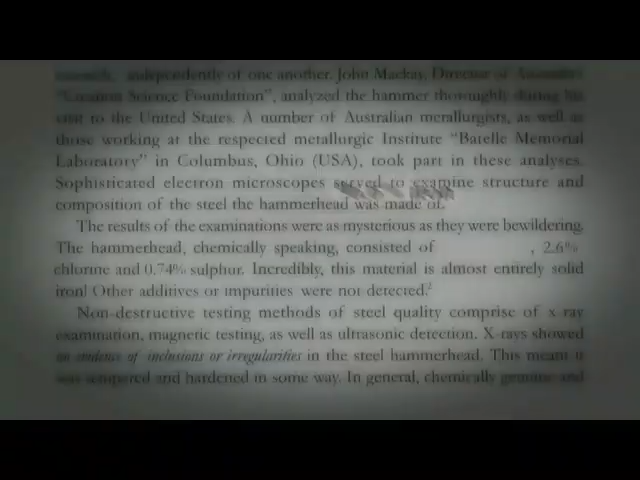 independently of one another. John Mackay, Director of
"Creation Science Foundation", analyzed the hammer thoroughly during his
visit to the United States. A number of Australian metallurgists, as well as
those working at the respected metallurgic Institute "Batelle Memorial
Laboratory" in Columbus, Ohio (USA), took part in these analyses.
Sophisticated electron microscopes served to examine structure and
composition of the steel the hammerhead was made of.
The results of the examinations were as mysterious as they were bewildering.
The hammerhead, chemically speaking, consisted of , 2.6%
chlorine and 0.74% sulphur. Incredibly, this material is almost entirely solid
iron! Other additives or impurities were not detected.²
Non-destructive testing methods of steel quality comprise of x-ray
examination, magnetic testing, as well as ultrasonic detection. X-rays showed
no evidence of inclusions or irregularities in the steel hammerhead. This meant it
was tempered and hardened in some way. In general, chemically genuine and